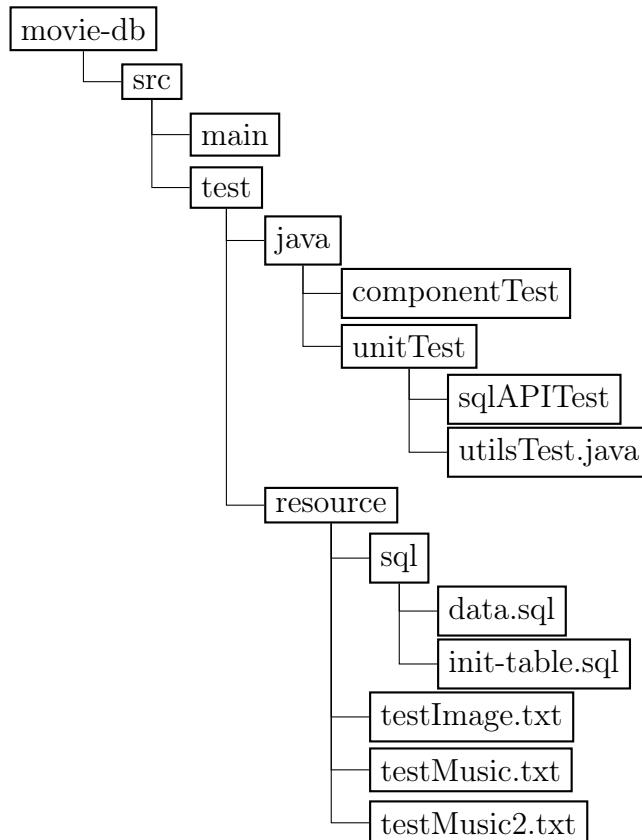 movie-db
src
main
test
java
componentTest
unitTest
sqlAPITest
utilsTest.java
resource
sql
data.sql
init-table.sql
testImage.txt
testMusic.txt
testMusic2.txt